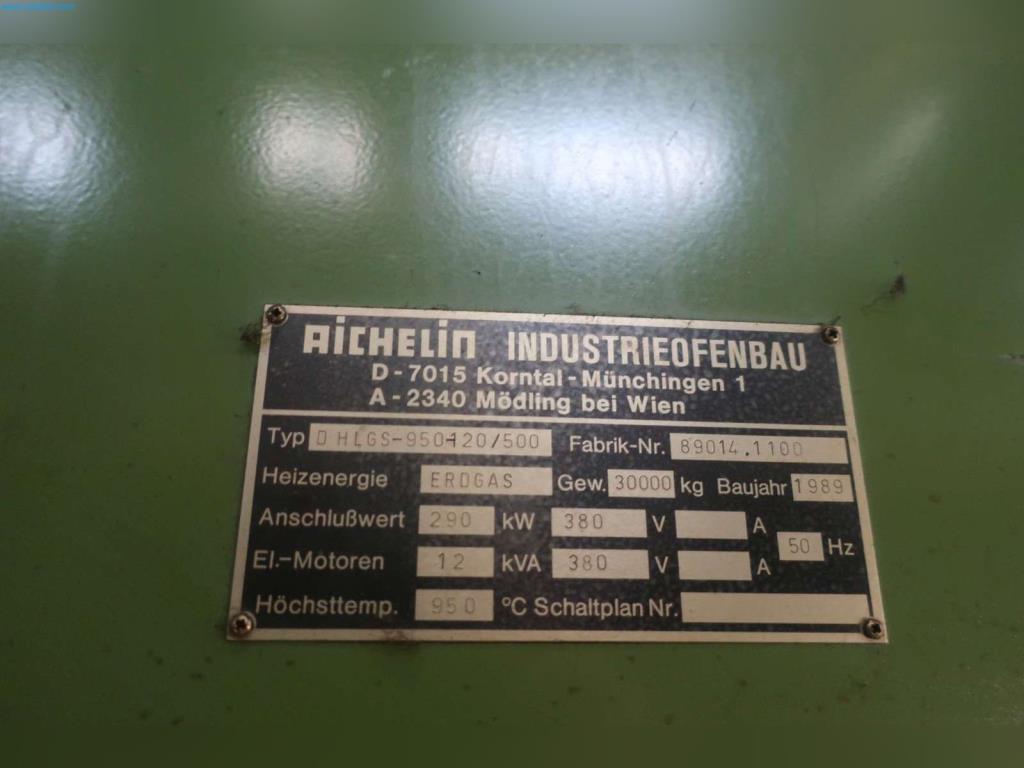 AICHELIN INDUSTRIEOFENBAU
D-7015 Korntal-Münchingen 1
A-2340 Mödling bei Wien
Typ DHLGS-950-120/500 Fabrik-Nr. 89014.1100
Heizenergie ERDGAS Gew. 30000 kg Baujahr 1989
Anschlußwert 290 kW 380 V A
50 Hz
El.-Motoren 12 kVA 380 V A
Höchsttemp. 950 °C Schaltplan Nr.